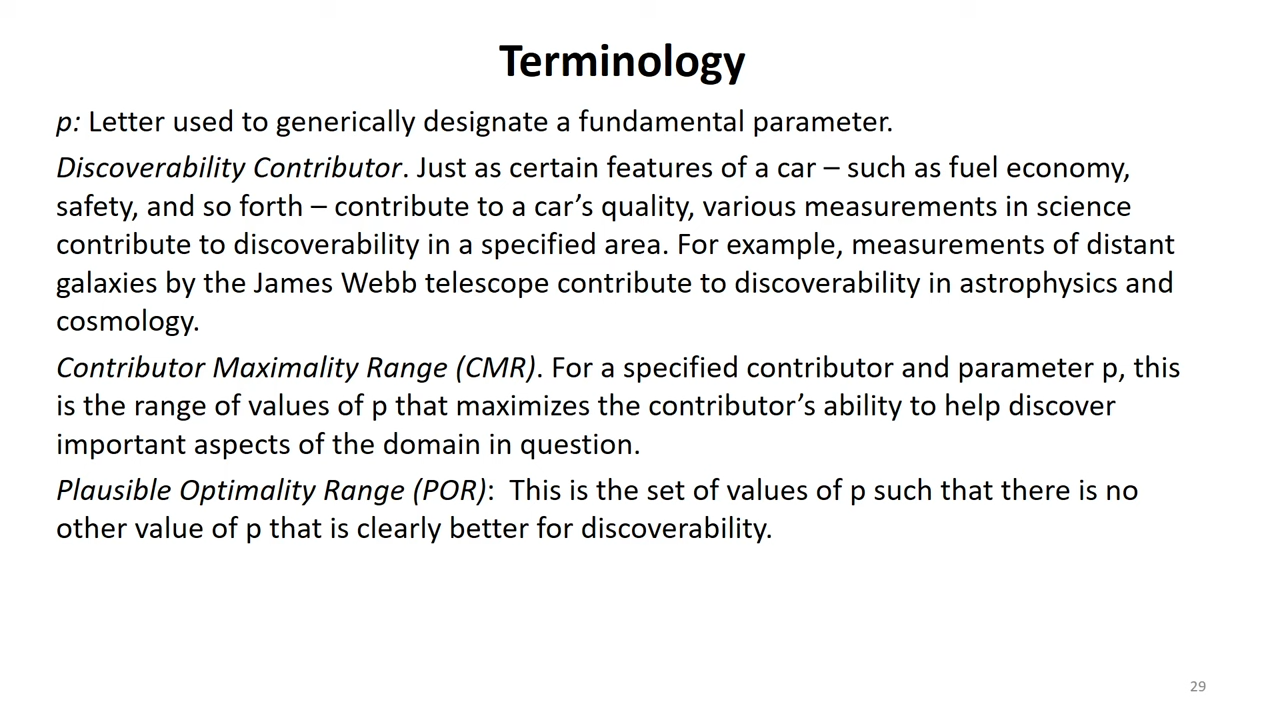 Terminology
p: Letter used to generically designate a fundamental parameter.
Discoverability Contributor. Just as certain features of a car – such as fuel economy,
safety, and so forth – contribute to a car’s quality, various measurements in science
contribute to discoverability in a specified area. For example, measurements of distant
galaxies by the James Webb telescope contribute to discoverability in astrophysics and
cosmology.
Contributor Maximality Range (CMR). For a specified contributor and parameter p, this
is the range of values of p that maximizes the contributor’s ability to help discover
important aspects of the domain in question.
Plausible Optimality Range (POR):  This is the set of values of p such that there is no
other value of p that is clearly better for discoverability.
29